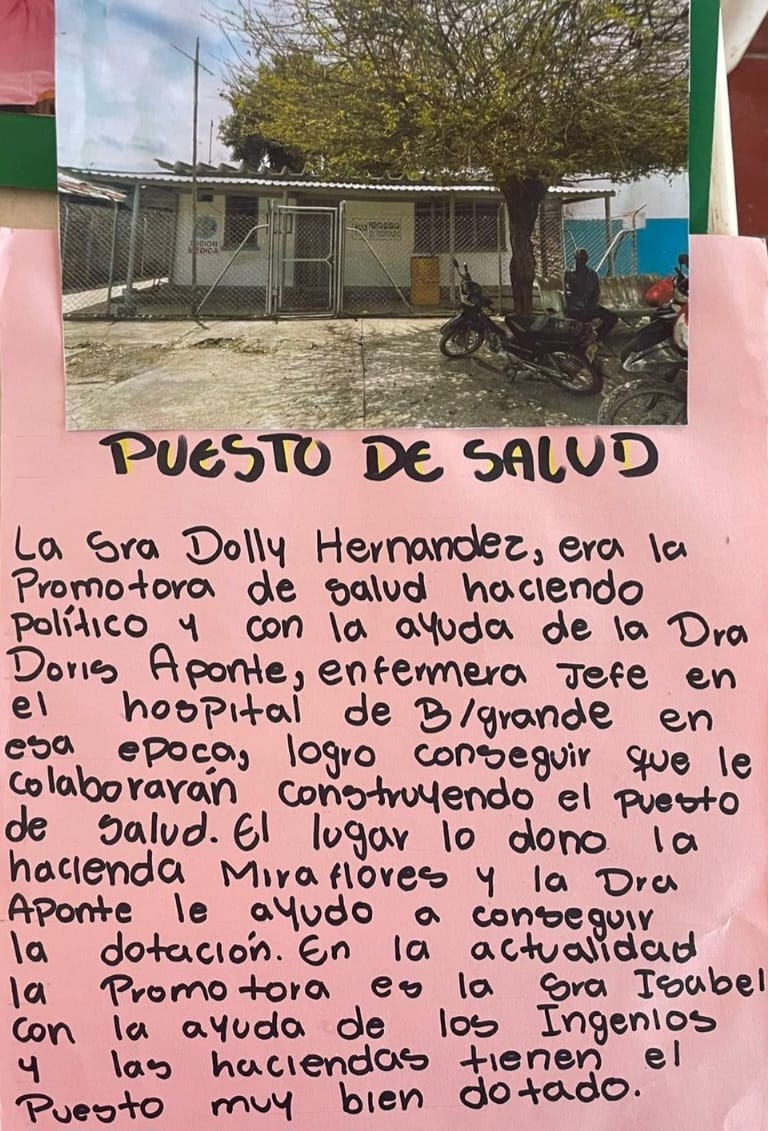 MISION
MEDICA
PUESTO DE SALUD
La Sra Dolly Hernandez, era la
Promotora de salud haciendo
político y con la ayuda de la Dra
Doris Aponte, enfermera Jefe en
el hospital de B/grande en
esa epoca, logro conseguir que le
colaborarán construyendo el puesto
de salud. El lugar lo dono la
hacienda Miraflores y la Dra
Aponte le ayudo a conseguir
la dotación. En la actualidad
la Promotora es la Sra Isabel
con la ayuda de los Ingenios
y las haciendas tienen el
Puesto muy bien dotado.